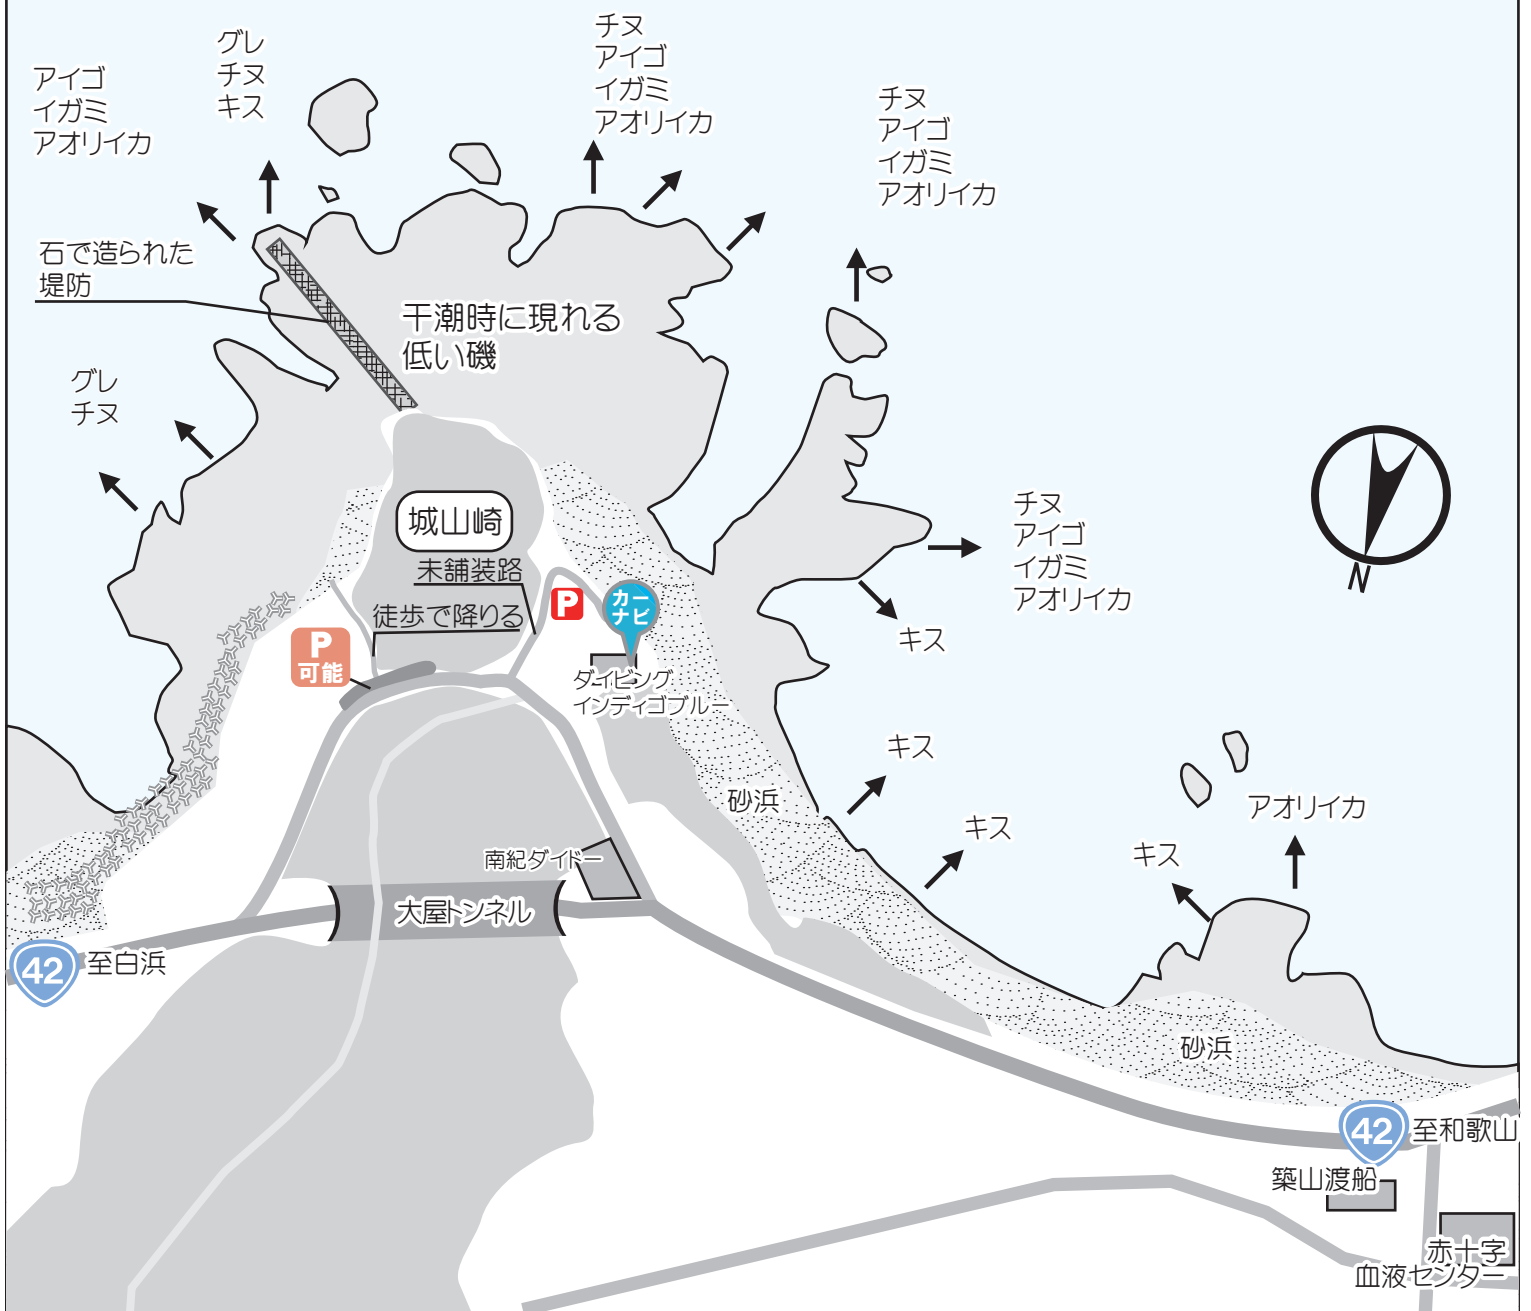 チヌ
アイゴ
イガミ
アオリイカ
グレ
チヌ
キス
アイゴ
イガミ
アオリイカ
チヌ
アイゴ
イガミ
アオリイカ
石で造られた
堤防
干潮時に現れる
低い磯
グレ
チヌ
城山崎
未舗装路
徒歩で降りる
P
カー
ナビ
P
可能
ダイビング
インディゴブルー
チヌ
アイゴ
イガミ
アオリイカ
キス
N
キス
砂浜
キス
アオリイカ
キス
南紀ダイドー
大屋トンネル
42
至白浜
砂浜
42
至和歌山
築山渡船
赤十字
血液センター